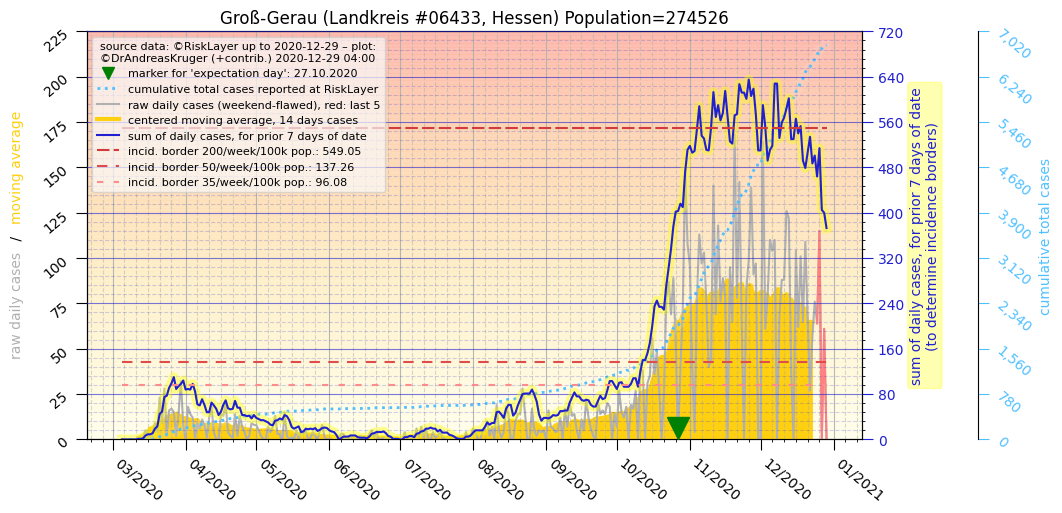 Groß-Gerau (Landkreis #06433, Hessen) Population=274526
source data: ©RiskLayer up to 2020-12-29 – plot:
©DrAndreasKruger (+contrib.) 2020-12-29 04:00
marker for 'expectation day': 27.10.2020
cumulative total cases reported at RiskLayer
raw daily cases (weekend-flawed), red: last 5
centered moving average, 14 days cases
sum of daily cases, for prior 7 days of date
incid. border 200/week/100k pop.: 549.05
incid. border 50/week/100k pop.: 137.26
incid. border 35/week/100k pop.: 96.08
raw daily cases / moving average
225
200
175
150
125
100
75
50
25
0
03/2020
04/2020
05/2020
06/2020
07/2020
08/2020
09/2020
10/2020
11/2020
12/2020
01/2021
720
640
560
480
400
320
240
160
80
0
sum of daily cases, for prior 7 days of date
(to determine incidence borders)
7,020
6,240
5,460
4,680
3,900
3,120
2,340
1,560
780
0
cumulative total cases